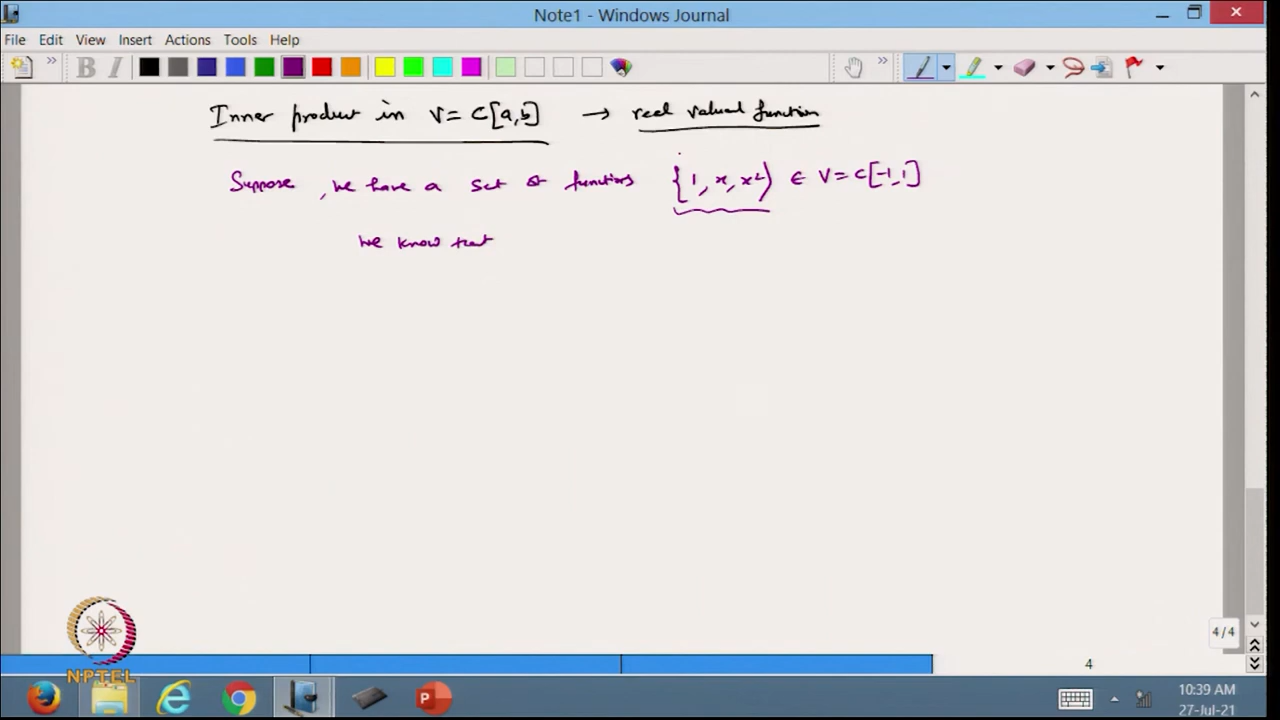 Note1 - Windows Journal
File Edit View Insert Actions Tools Help
Inner product in V = C[a,b] → real valued function
Suppose, we have a set of functions {1, x, x²} ∈ V = C[-1,1]
we know that
4/4
4
NPTEL
10:39 AM
27-Jul-21